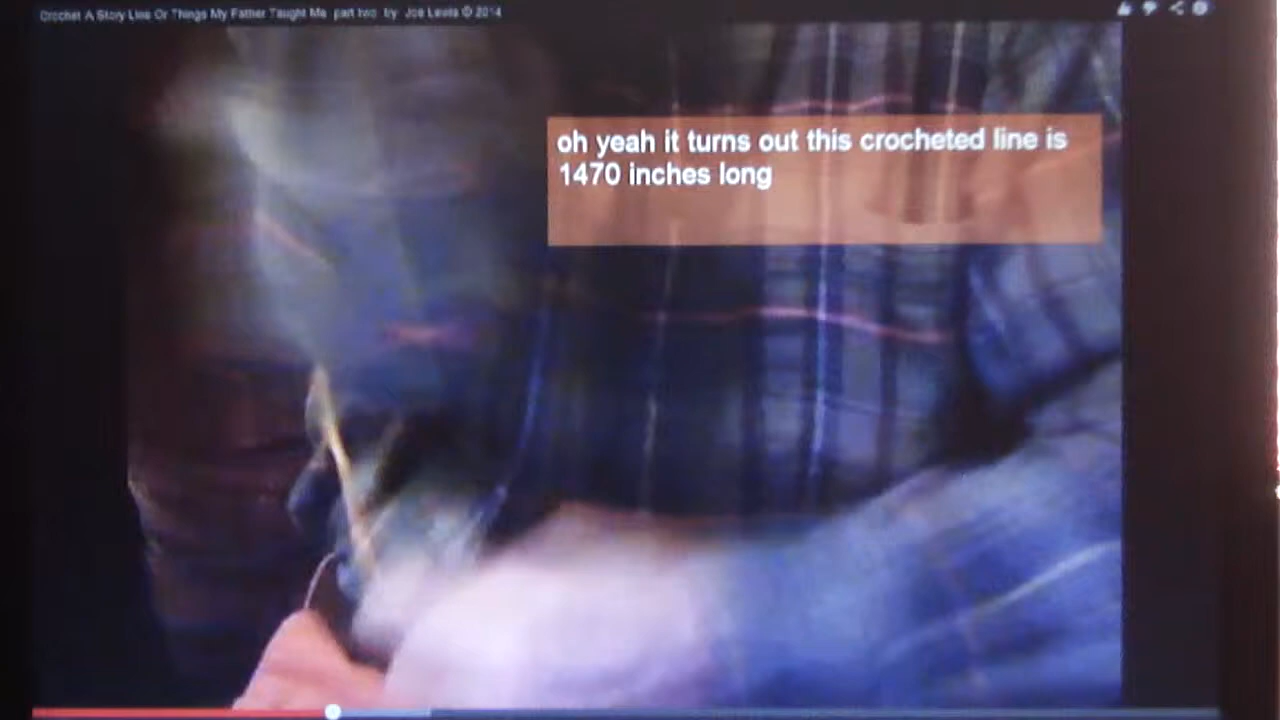 Crochet A Story Line Or Things My Father Taught Me part two by Joe Lewis © 2014
oh yeah it turns out this crocheted line is
1470 inches long